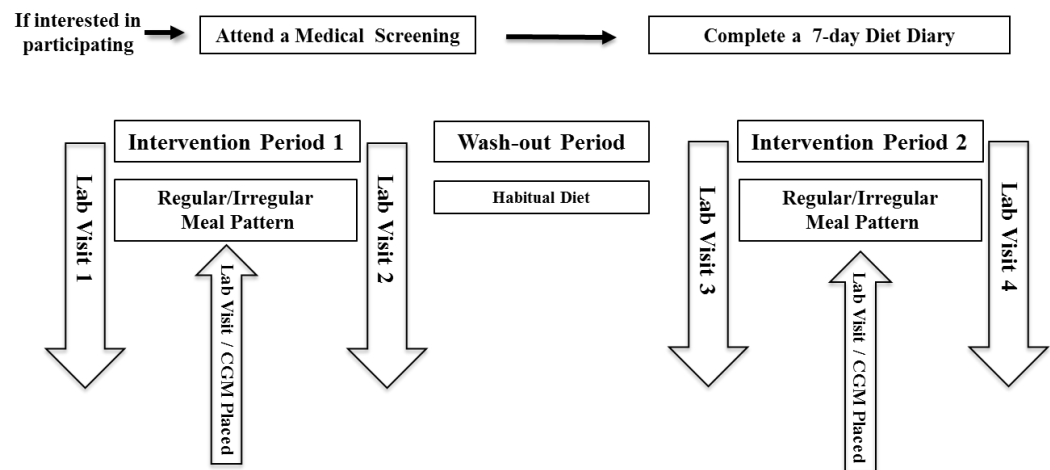 If interested in
participating
Attend a Medical Screening
Complete a 7-day Diet Diary
Intervention Period 1
Wash-out Period
Intervention Period 2
Lab Visit 1
Regular/Irregular
Meal Pattern
Lab Visit 2
Habitual Diet
Lab Visit 3
Regular/Irregular
Meal Pattern
Lab Visit 4
Lab Visit / CGM Placed
Lab Visit / CGM Placed